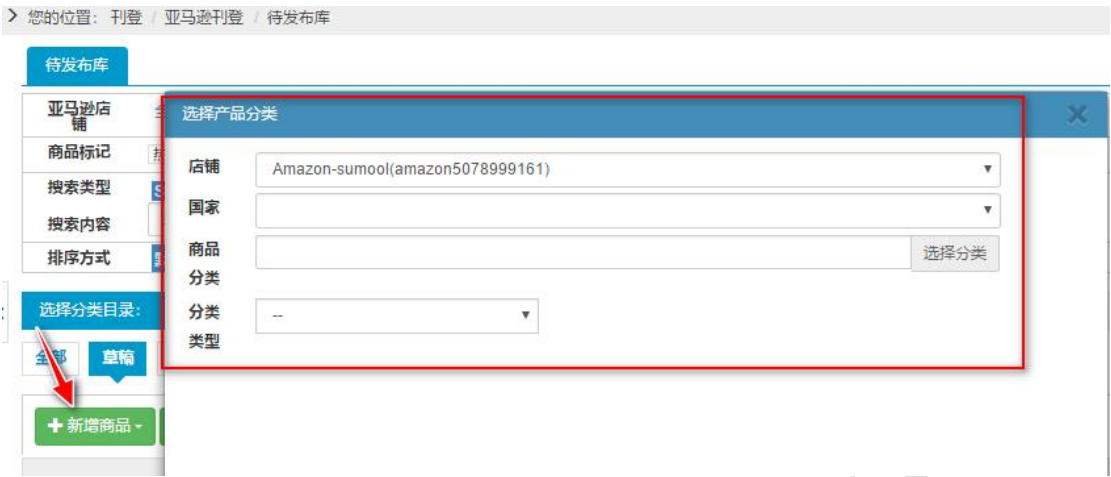 您的位置： 刊登 / 亚马逊刊登 / 待发布库
待发布库
亚马逊店铺
商品标记
搜索类型
搜索内容
排序方式
选择分类目录：
全部 草稿
新增商品
选择产品分类
店铺 Amazon-sumool(amazon5078999161)
国家
商品分类 选择分类
分类类型 --